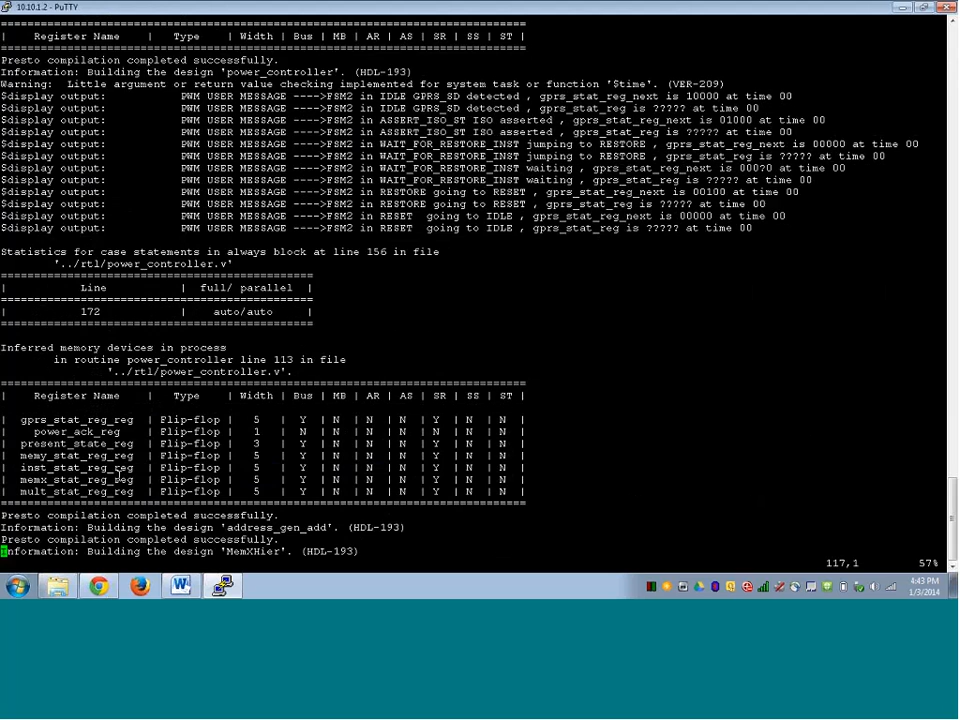 10.10.1.2 - PuTTY
===============================================================================
|    Register Name    |   Type    | Width | Bus | MB | AR | AS | SR | SS | ST |
===============================================================================
Presto compilation completed successfully.
Information: Building the design 'power_controller'. (HDL-193)
Warning:  Little argument or return value checking implemented for system task or function '$time'. (VER-209)
$display output:           PWM USER MESSAGE ---->FSM2 in IDLE GPRS_SD detected , gprs_stat_reg_next is 10000 at time 00
$display output:           PWM USER MESSAGE ---->FSM2 in IDLE GPRS_SD detected , gprs_stat_reg is ????? at time 00
$display output:           PWM USER MESSAGE ---->FSM2 in ASSERT_ISO_ST ISO asserted , gprs_stat_reg_next is 01000 at time 00
$display output:           PWM USER MESSAGE ---->FSM2 in ASSERT_ISO_ST ISO asserted , gprs_stat_reg is ????? at time 00
$display output:           PWM USER MESSAGE ---->FSM2 in WAIT_FOR_RESTORE_INST jumping to RESTORE , gprs_stat_reg_next is 00000 at time 00
$display output:           PWM USER MESSAGE ---->FSM2 in WAIT_FOR_RESTORE_INST jumping to RESTORE , gprs_stat_reg is ????? at time 00
$display output:           PWM USER MESSAGE ---->FSM2 in WAIT_FOR_RESTORE_INST waiting , gprs_stat_reg_next is 000?0 at time 00
$display output:           PWM USER MESSAGE ---->FSM2 in WAIT_FOR_RESTORE_INST waiting , gprs_stat_reg is ????? at time 00
$display output:           PWM USER MESSAGE ---->FSM2 in RESTORE going to RESET , gprs_stat_reg_next is 00100 at time 00
$display output:           PWM USER MESSAGE ---->FSM2 in RESTORE going to RESET , gprs_stat_reg is ????? at time 00
$display output:           PWM USER MESSAGE ---->FSM2 in RESET  going to IDLE , gprs_stat_reg_next is 00000 at time 00
$display output:           PWM USER MESSAGE ---->FSM2 in RESET  going to IDLE , gprs_stat_reg is ????? at time 00
Statistics for case statements in always block at line 156 in file
        '../rtl/power_controller.v'
===============================================
|           Line           |  full/ parallel  |
===============================================
|           172            |    auto/auto     |
===============================================
Inferred memory devices in process
        in routine power_controller line 113 in file
                '../rtl/power_controller.v'.
===============================================================================
|    Register Name    |   Type    | Width | Bus | MB | AR | AS | SR | SS | ST |
===============================================================================
|  gprs_stat_reg_reg  | Flip-flop |   5   |  Y  | N  | N  | N  | Y  | N  | N  |
|    power_ack_reg    | Flip-flop |   1   |  N  | N  | N  | N  | Y  | N  | N  |
|  present_state_reg  | Flip-flop |   3   |  Y  | N  | N  | N  | Y  | N  | N  |
|  memy_stat_reg_reg  | Flip-flop |   5   |  Y  | N  | N  | N  | Y  | N  | N  |
|  inst_stat_reg_reg  | Flip-flop |   5   |  Y  | N  | N  | N  | Y  | N  | N  |
|  memx_stat_reg_reg  | Flip-flop |   5   |  Y  | N  | N  | N  | Y  | N  | N  |
|  mult_stat_reg_reg  | Flip-flop |   5   |  Y  | N  | N  | N  | Y  | N  | N  |
===============================================================================
Presto compilation completed successfully.
Information: Building the design 'address_gen_add'. (HDL-193)
Presto compilation completed successfully.
Information: Building the design 'MemXHier'. (HDL-193)
117,1         57%
4:43 PM
1/3/2014